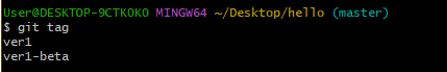 User@DESKTOP-9CTKOKO MINGW64 ~/Desktop/hello (master)
$ git tag
ver1
ver1-beta